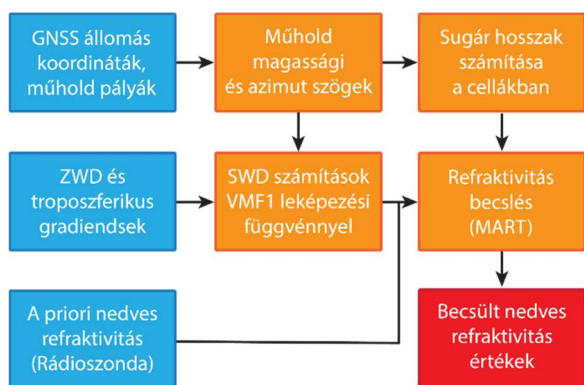 GNSS állomás
koordináták,
műhold pályák
Műhold
magassági
és azimut szögek
Sugár hosszak
számítása
a cellákban
ZWD és
troposzferikus
gradiendsek
SWD számítások
VMF1 leképezési
függvénnyel
Refraktivitás
becslés
(MART)
A priori nedves
refraktivitás
(Rádioszonda)
Becsült nedves
refraktivitás
értékek